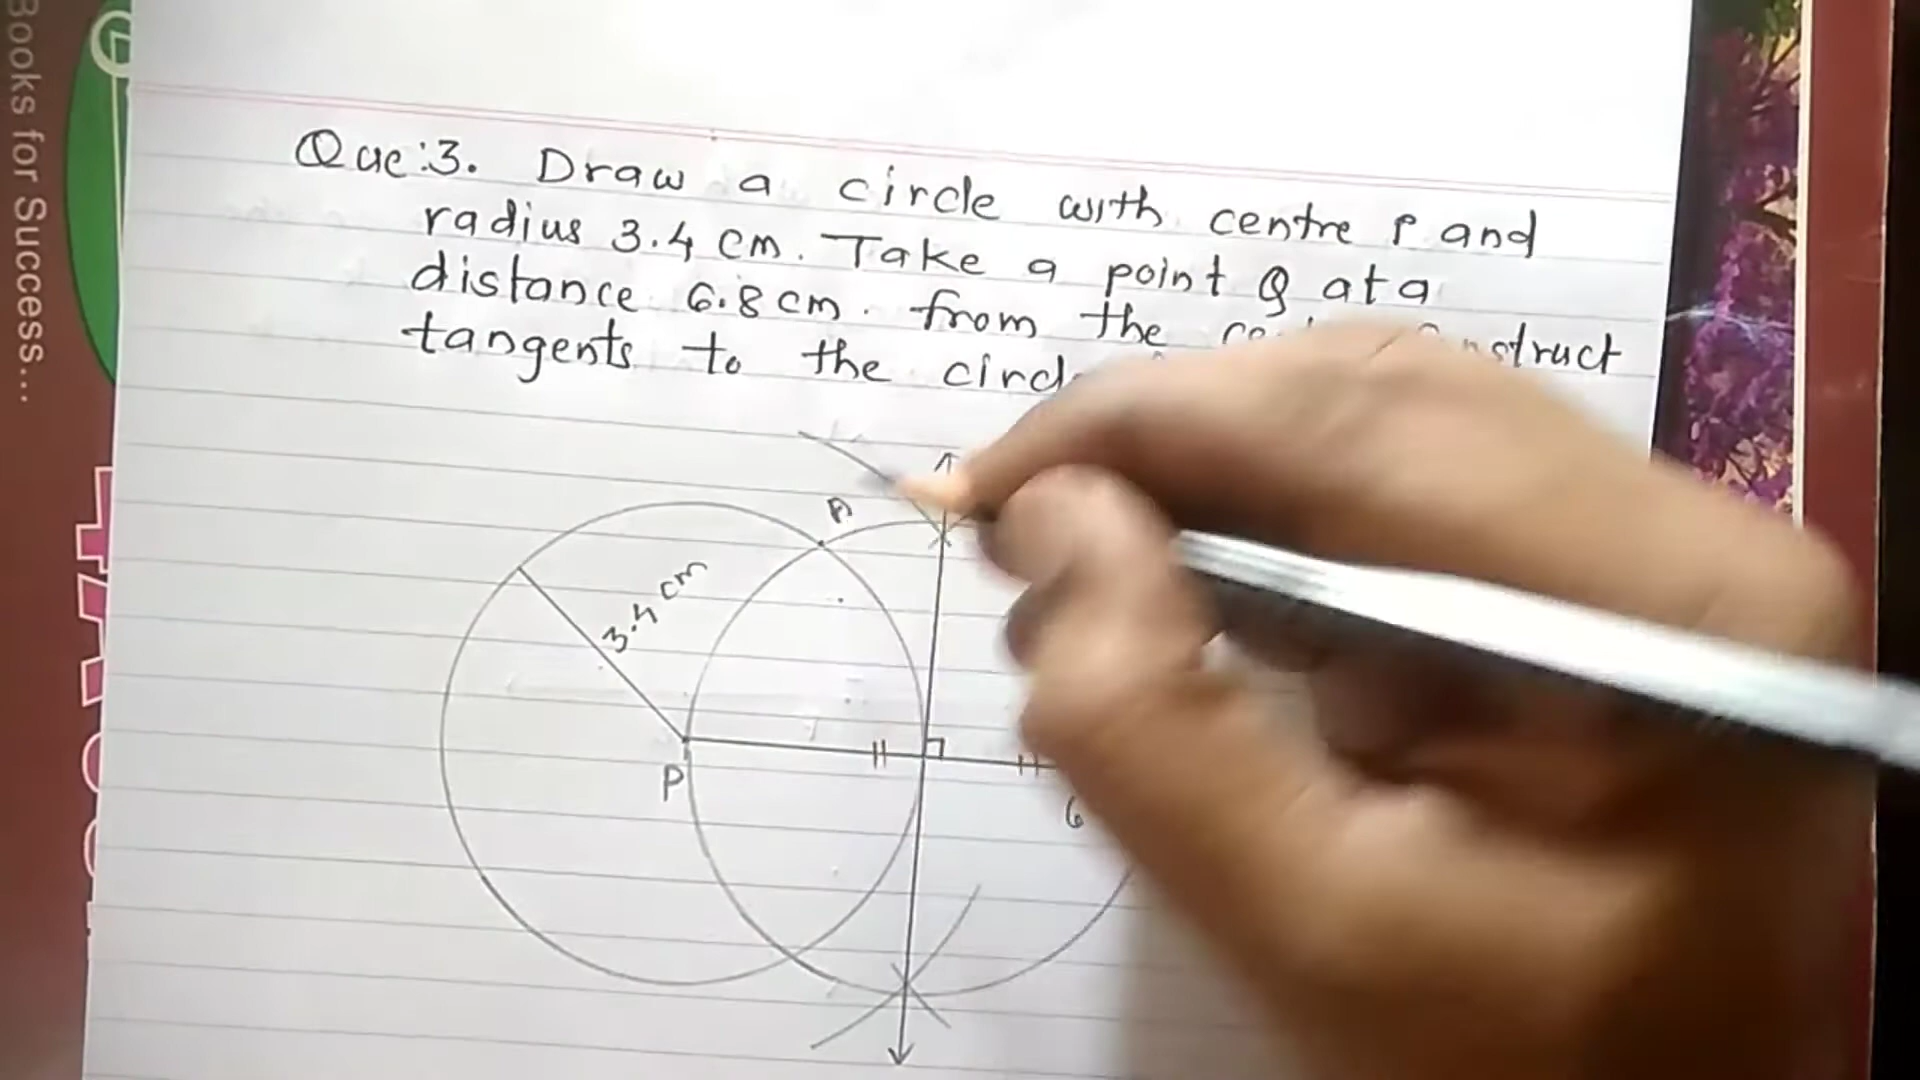 Books for Success...
Que:3. Draw a circle with centre P and
radius 3.4 cm. Take a point Q at a
distance 6.8 cm. from the
tangents to the
A
3.4 cm
P
6